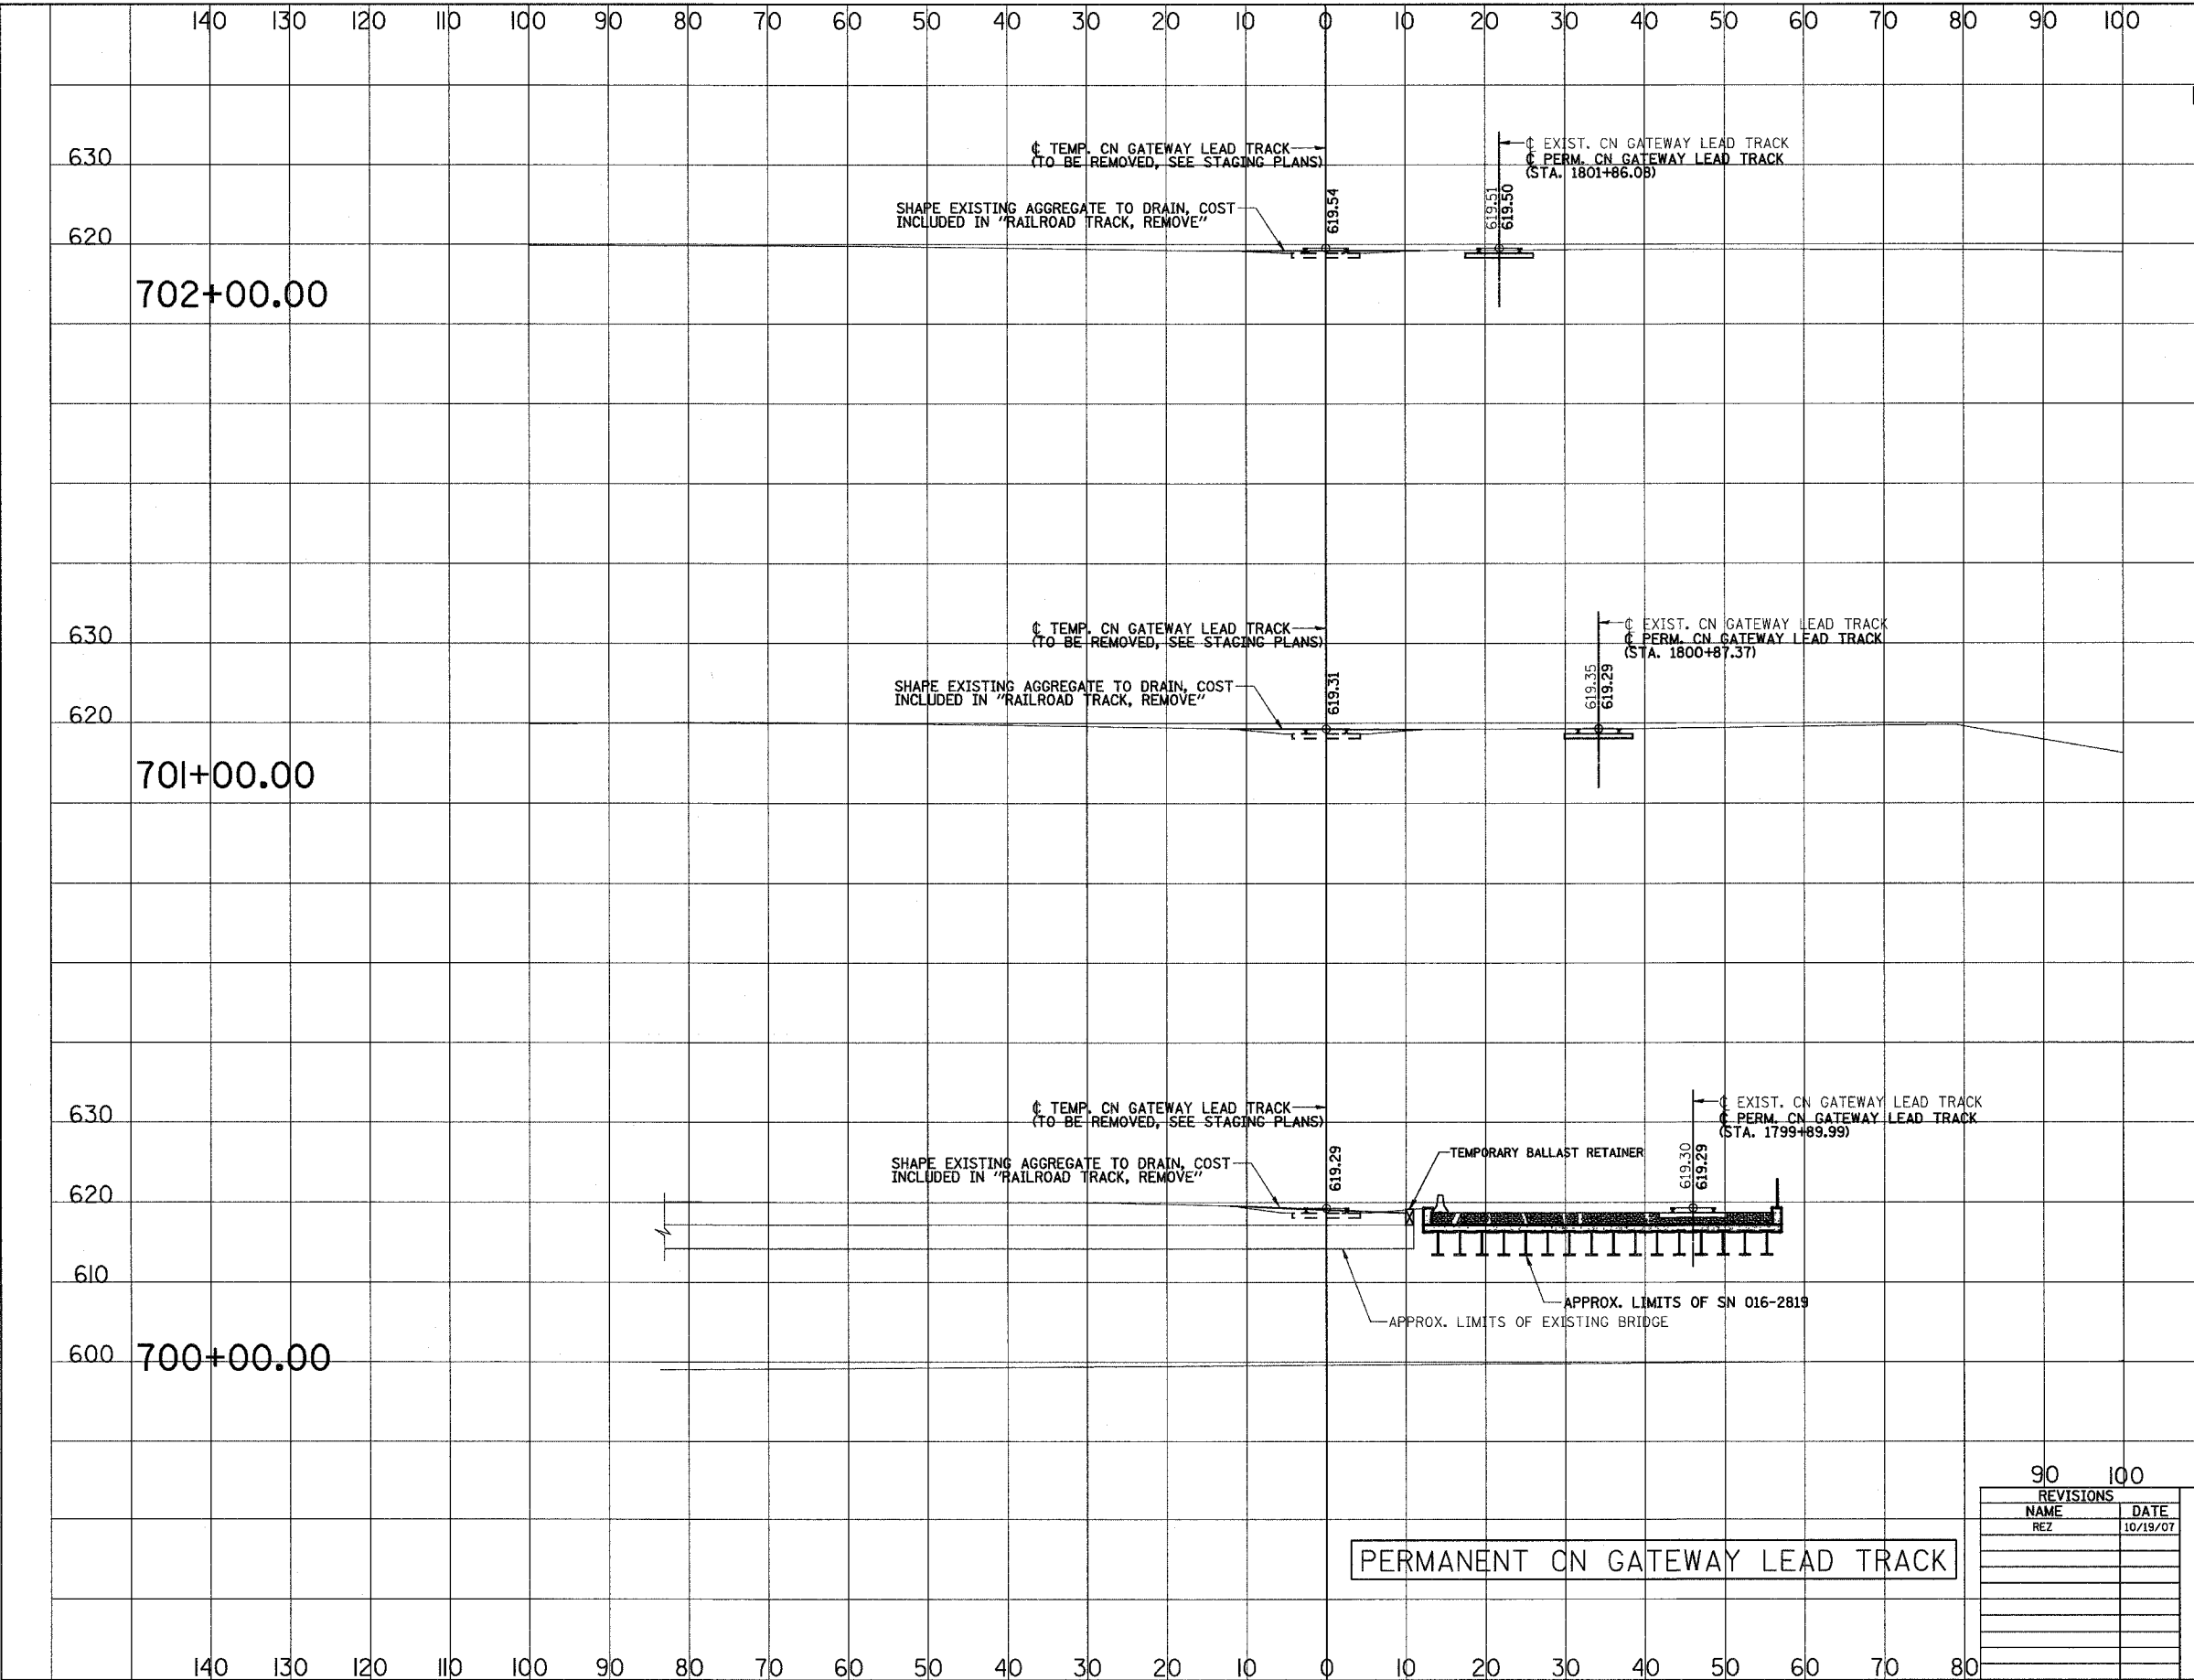 140 130 120 110 100 90 80 70 60 50 40 30 20 10 0 10 20 30 40 50 60 70 80 90 100
630
℄ TEMP. CN GATEWAY LEAD TRACK
(TO BE REMOVED, SEE STAGING PLANS)
℄ EXIST. CN GATEWAY LEAD TRACK
℄ PERM. CN GATEWAY LEAD TRACK
(STA. 1801+86.08)
SHAPE EXISTING AGGREGATE TO DRAIN, COST
INCLUDED IN "RAILROAD TRACK, REMOVE"
619.54
619.51
619.50
620
702+00.00
630
℄ TEMP. CN GATEWAY LEAD TRACK
(TO BE REMOVED, SEE STAGING PLANS)
℄ EXIST. CN GATEWAY LEAD TRACK
℄ PERM. CN GATEWAY LEAD TRACK
(STA. 1800+87.37)
SHAPE EXISTING AGGREGATE TO DRAIN, COST
INCLUDED IN "RAILROAD TRACK, REMOVE"
619.31
619.35
619.29
620
701+00.00
630
℄ TEMP. CN GATEWAY LEAD TRACK
(TO BE REMOVED, SEE STAGING PLANS)
℄ EXIST. CN GATEWAY LEAD TRACK
℄ PERM. CN GATEWAY LEAD TRACK
(STA. 1799+89.99)
SHAPE EXISTING AGGREGATE TO DRAIN, COST
INCLUDED IN "RAILROAD TRACK, REMOVE"
619.29
TEMPORARY BALLAST RETAINER
619.30
619.29
620
610
APPROX. LIMITS OF SN 016-2819
APPROX. LIMITS OF EXISTING BRIDGE
600
700+00.00
90 100
REVISIONS
NAME DATE
REZ 10/19/07
PERMANENT CN GATEWAY LEAD TRACK
140 130 120 110 100 90 80 70 60 50 40 30 20 10 0 10 20 30 40 50 60 70 80